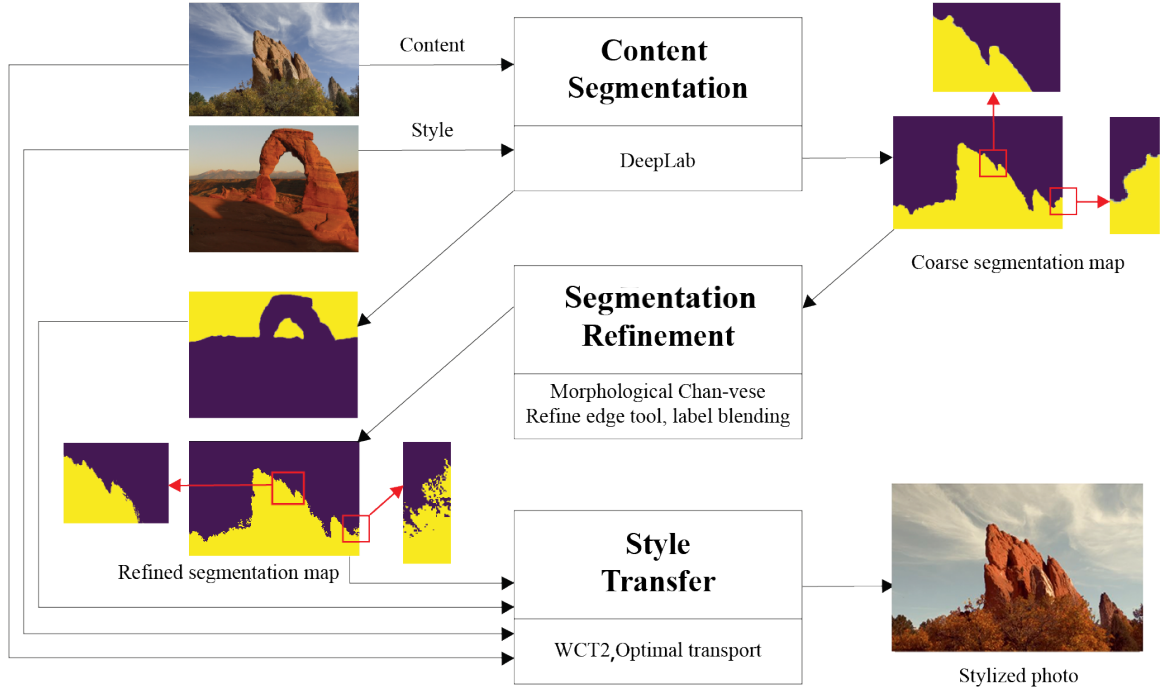 Content
Content
Segmentation
Style
DeepLab
Coarse segmentation map
Segmentation
Refinement
Morphological Chan-vese
Refine edge tool, label blending
Refined segmentation map
Style
Transfer
WCT2,Optimal transport
Stylized photo